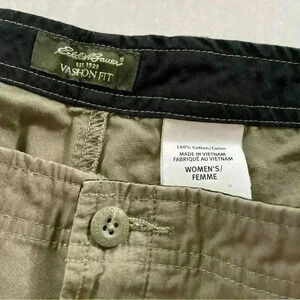 Eddie Bauer®
EST. 1920
VASHON FIT
100% Cotton/Coton
MADE IN VIETNAM
FABRIQUÉ AU VIETNAM
WOMEN'S/
FEMME